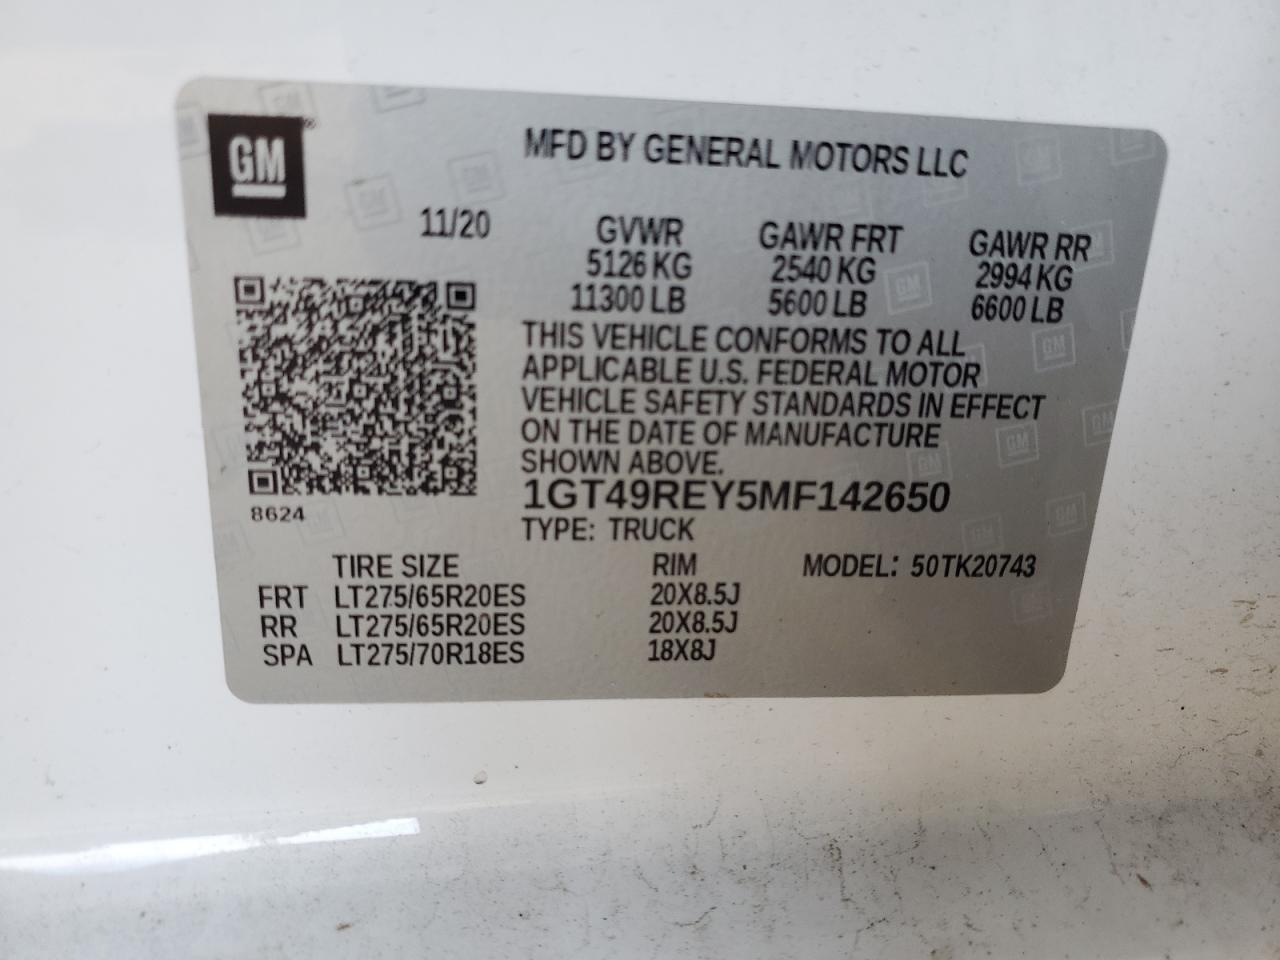 GM ®
MFD BY GENERAL MOTORS LLC
11/20 GVWR GAWR FRT GAWR RR
5126 KG 2540 KG 2994 KG
11300 LB 5600 LB 6600 LB
THIS VEHICLE CONFORMS TO ALL
APPLICABLE U.S. FEDERAL MOTOR
VEHICLE SAFETY STANDARDS IN EFFECT
ON THE DATE OF MANUFACTURE
SHOWN ABOVE.
1GT49REY5MF142650
8624
TYPE: TRUCK
TIRE SIZE RIM MODEL: 50TK20743
FRT LT275/65R20ES 20X8.5J
RR LT275/65R20ES 20X8.5J
SPA LT275/70R18ES 18X8J